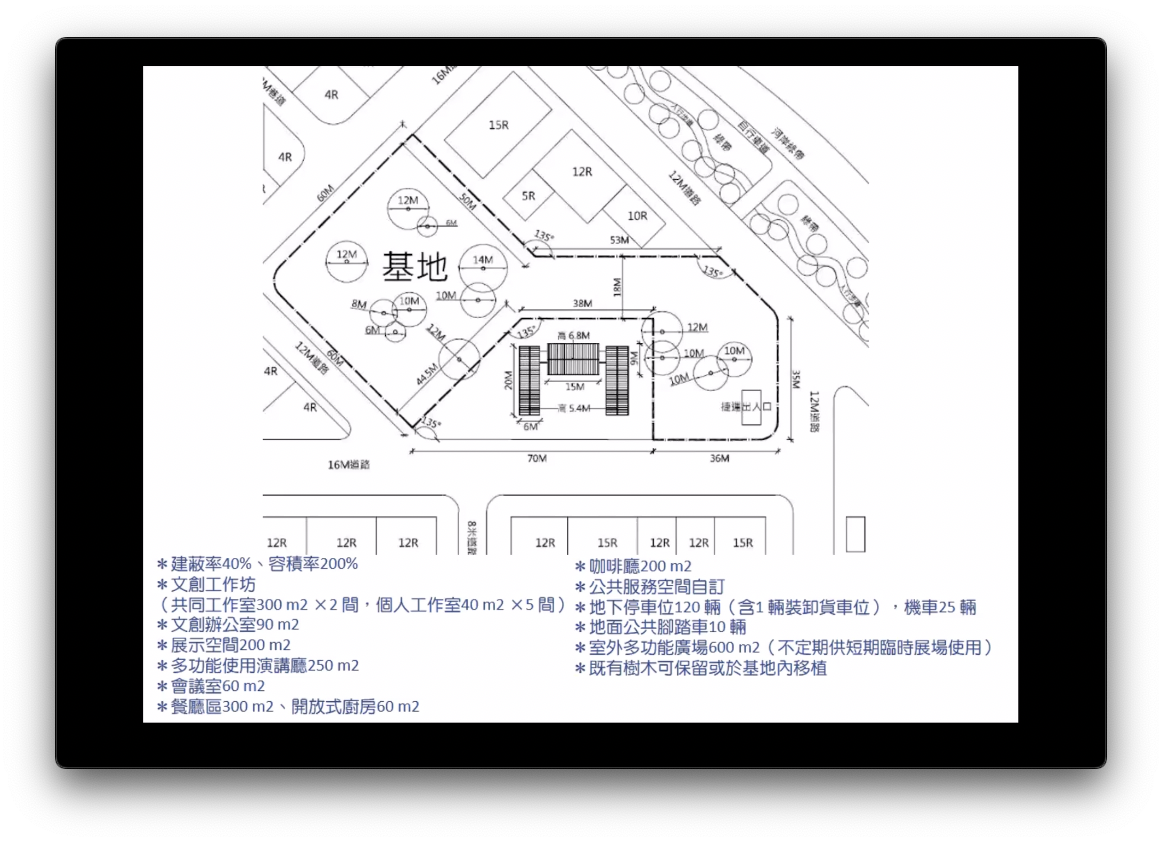 16M
M巷道
4R
15R
自行車道
河岸綠帶
人行步道
綠帶
4R
12R
12M道路
60M
50M
5R
12M
6M
10R
綠帶
135°
53M
12M
基地
14M
135°
18M
人行步道
10M
8M
10M
38M
6M
12M
135°
高 6.8M
12M
12M道路
60M
9M
10M
10M
4R
44.5M
20M
15M
10M
35M
12M道路
4R
高 5.4M
捷運出入口
135°
6M
16M道路
70M
36M
8米道路
12R
12R
12R
12R
15R
12R
12R
15R
＊建蔽率40%、容積率200%
＊文創工作坊
（共同工作室300 m2 ×2 間，個人工作室40 m2 ×5 間）
＊文創辦公室90 m2
＊展示空間200 m2
＊多功能使用演講廳250 m2
＊會議室60 m2
＊餐廳區300 m2、開放式廚房60 m2
＊咖啡廳200 m2
＊公共服務空間自訂
＊地下停車位120 輛（含1 輛裝卸貨車位），機車25 輛
＊地面公共腳踏車10 輛
＊室外多功能廣場600 m2（不定期供短期臨時展場使用）
＊既有樹木可保留或於基地內移植